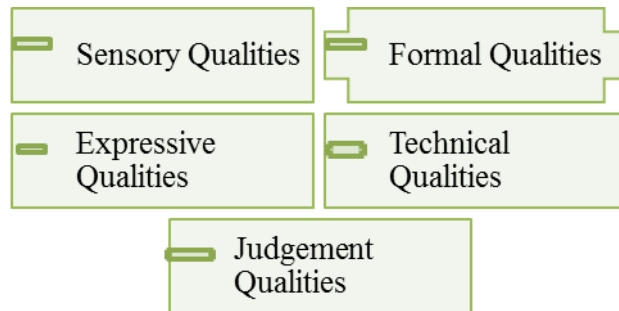 Sensory Qualities
Formal Qualities
Expressive
Qualities
Technical
Qualities
Judgement
Qualities